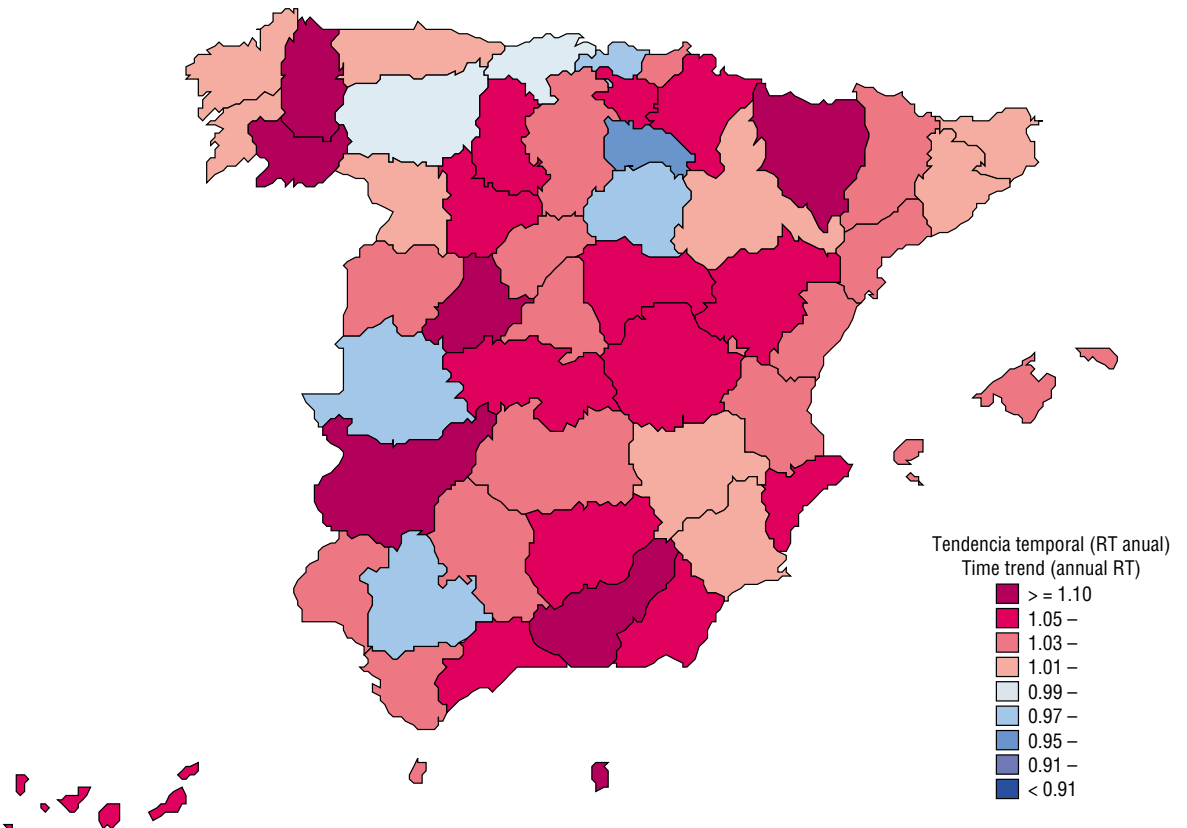 Tendencia temporal (RT anual)
Time trend (annual RT)
> = 1.10
1.05 –
1.03 –
1.01 –
0.99 –
0.97 –
0.95 –
0.91 –
< 0.91